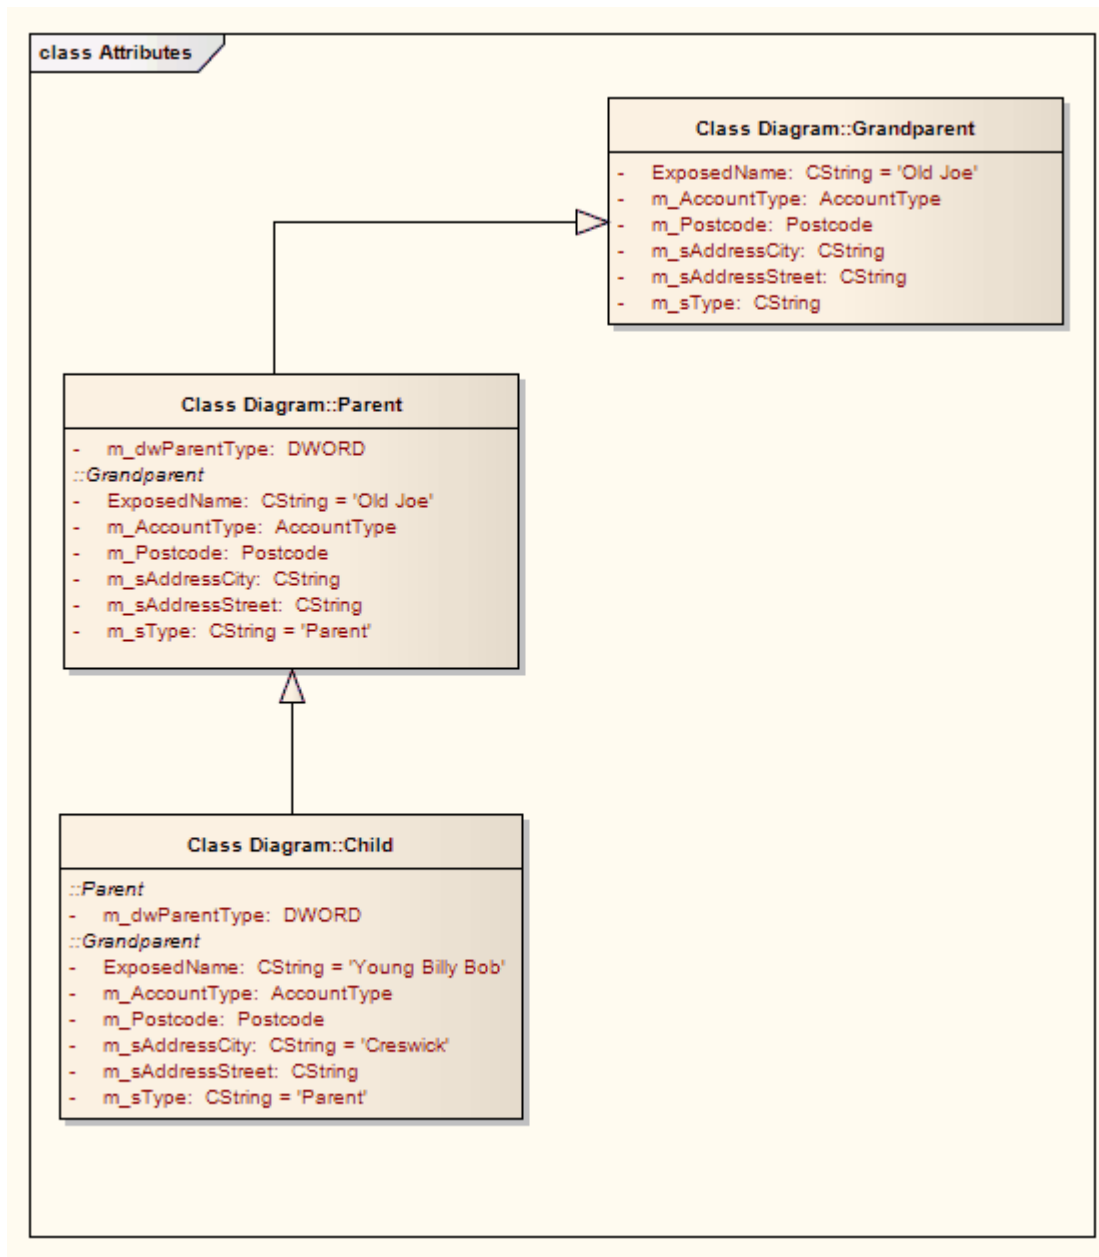 class Attributes
Class Diagram::Grandparent
- ExposedName: CString = 'Old Joe'
- m_AccountType: AccountType
- m_Postcode: Postcode
- m_sAddressCity: CString
- m_sAddressStreet: CString
- m_sType: CString
Class Diagram::Parent
- m_dwParentType: DWORD
::Grandparent
- ExposedName: CString = 'Old Joe'
- m_AccountType: AccountType
- m_Postcode: Postcode
- m_sAddressCity: CString
- m_sAddressStreet: CString
- m_sType: CString = 'Parent'
Class Diagram::Child
::Parent
- m_dwParentType: DWORD
::Grandparent
- ExposedName: CString = 'Young Billy Bob'
- m_AccountType: AccountType
- m_Postcode: Postcode
- m_sAddressCity: CString = 'Creswick'
- m_sAddressStreet: CString
- m_sType: CString = 'Parent'